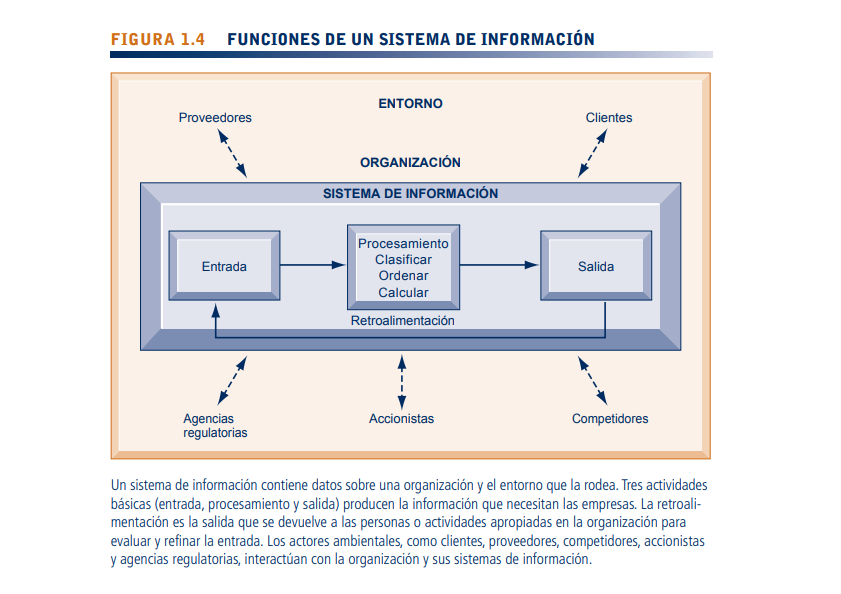 FIGURA 1.4 FUNCIONES DE UN SISTEMA DE INFORMACIÓN
ENTORNO
Proveedores
Clientes
ORGANIZACIÓN
SISTEMA DE INFORMACIÓN
Entrada
Procesamiento
Clasificar
Ordenar
Calcular
Salida
Retroalimentación
Agencias
regulatorias
Accionistas
Competidores
Un sistema de información contiene datos sobre una organización y el entorno que la rodea. Tres actividades
básicas (entrada, procesamiento y salida) producen la información que necesitan las empresas. La retroali-
mentación es la salida que se devuelve a las personas o actividades apropiadas en la organización para
evaluar y refinar la entrada. Los actores ambientales, como clientes, proveedores, competidores, accionistas
y agencias regulatorias, interactúan con la organización y sus sistemas de información.